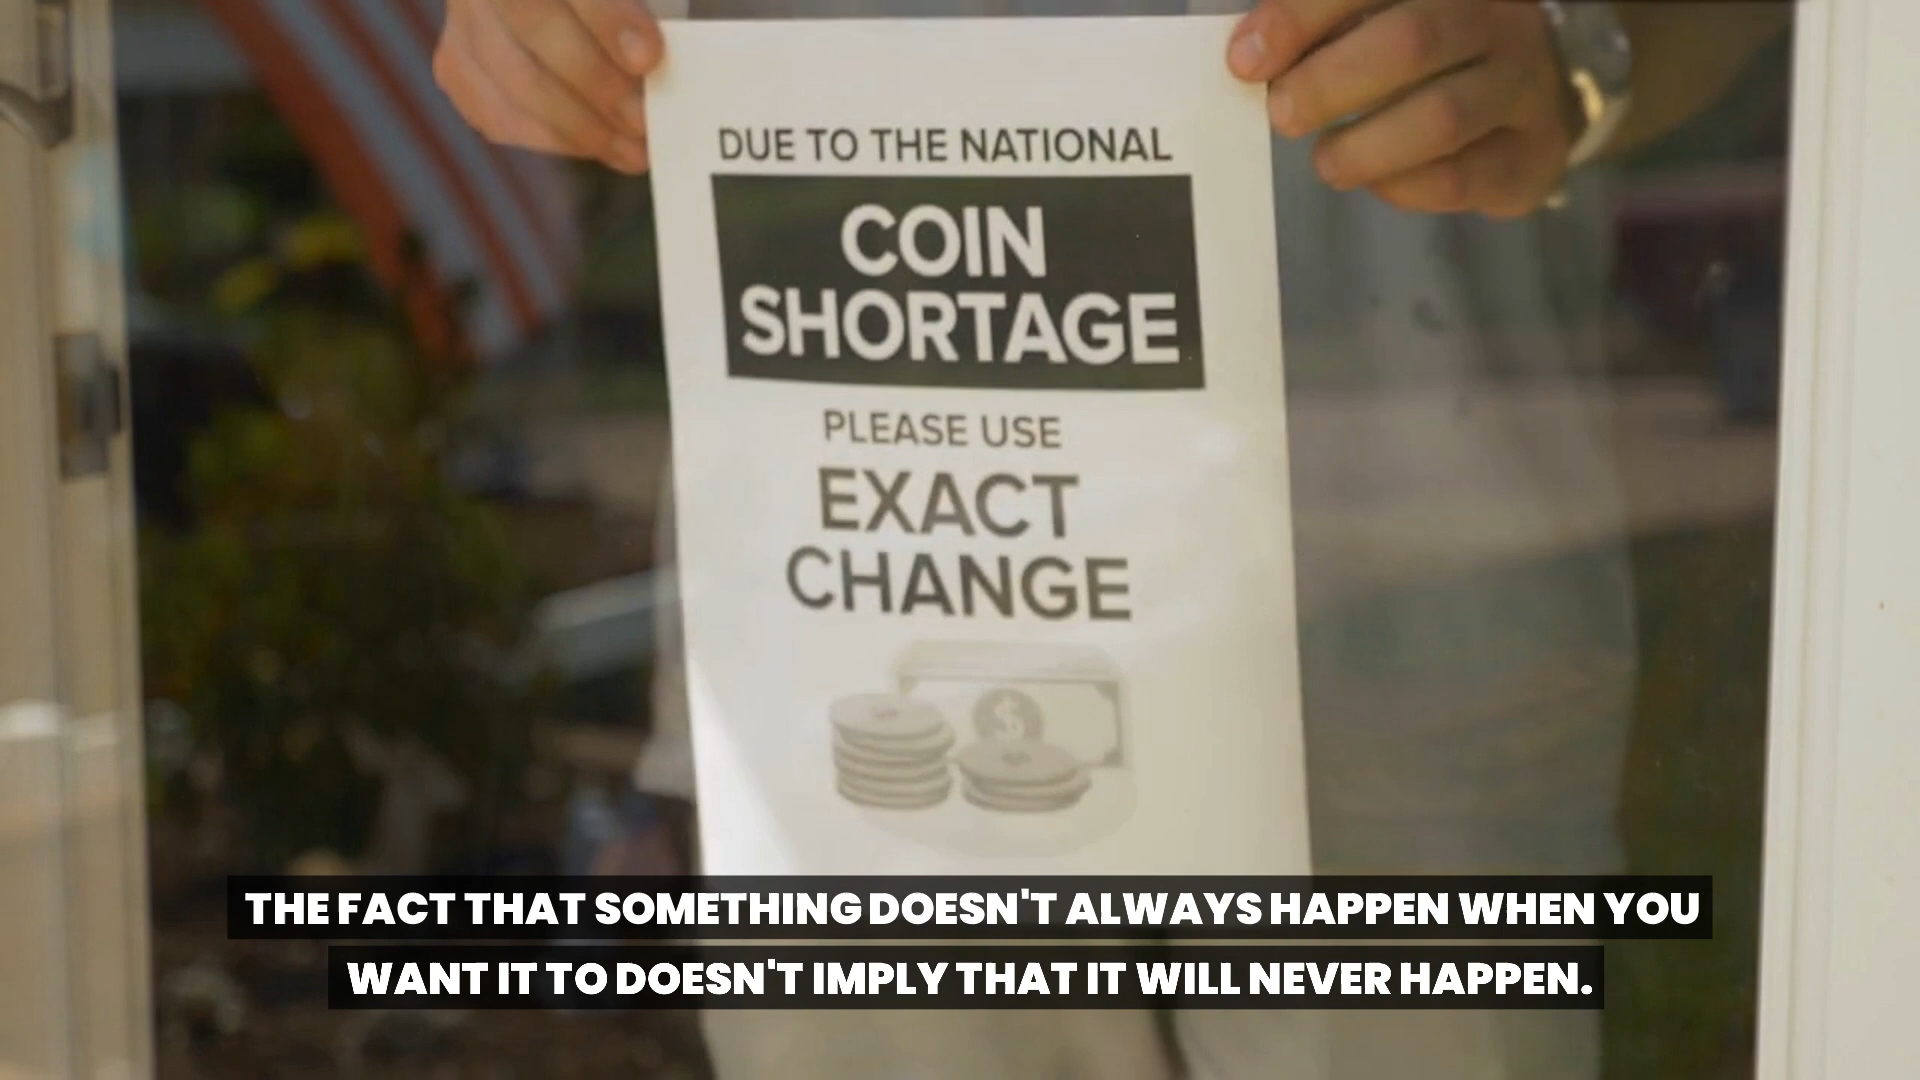 DUE TO THE NATIONAL
COIN
SHORTAGE
PLEASE USE
EXACT
CHANGE
$
THE FACT THAT SOMETHING DOESN'T ALWAYS HAPPEN WHEN YOU
WANT IT TO DOESN'T IMPLY THAT IT WILL NEVER HAPPEN.